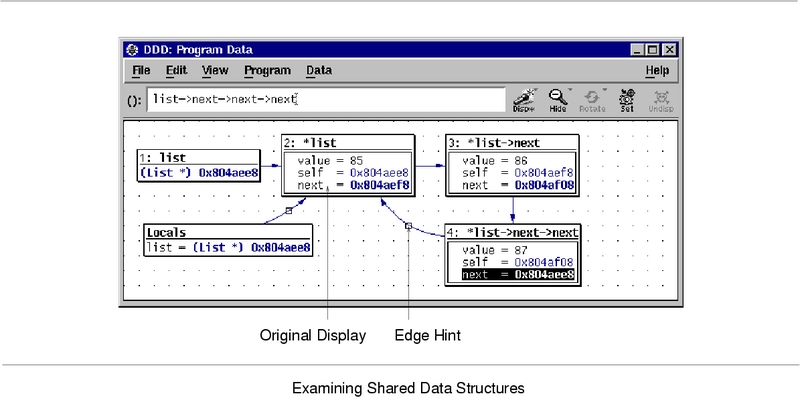 DDD: Program Data
File Edit View Program Data Help
(): list->next->next->next
Disp* Hide Rotate Set Undisp
1: list
(List *) 0x804aee8
2: *list
value = 85
self = 0x804aee8
next = 0x804aef8
3: *list->next
value = 86
self = 0x804aef8
next = 0x804af08
Locals
list = (List *) 0x804aee8
4: *list->next->next
value = 87
self = 0x804af08
next = 0x804aee8
Original Display
Edge Hint
Examining Shared Data Structures